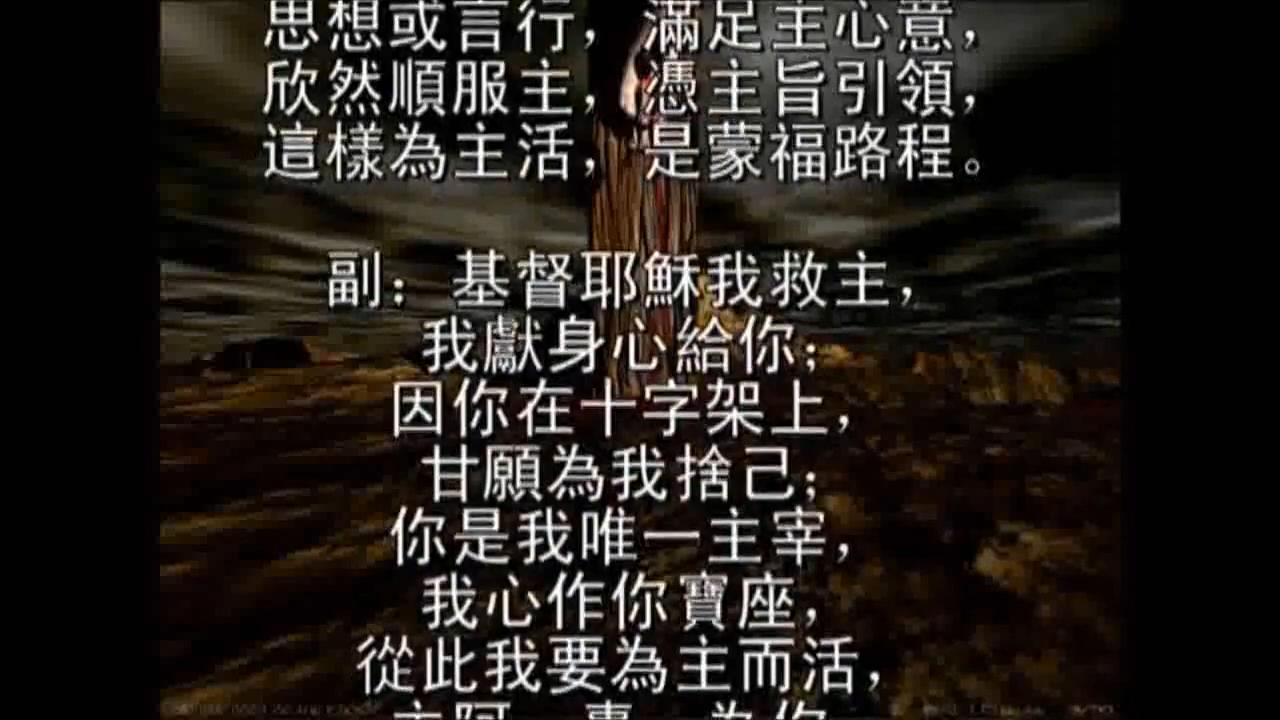 思想或言行，滿足主心意，
欣然順服主，憑主旨引領，
這樣為主活，是蒙福路程。
副：基督耶穌我救主，
我獻身心給你；
因你在十字架上，
甘願為我捨己；
你是我唯一主宰，
我心作你寶座，
從此我要為主而活，